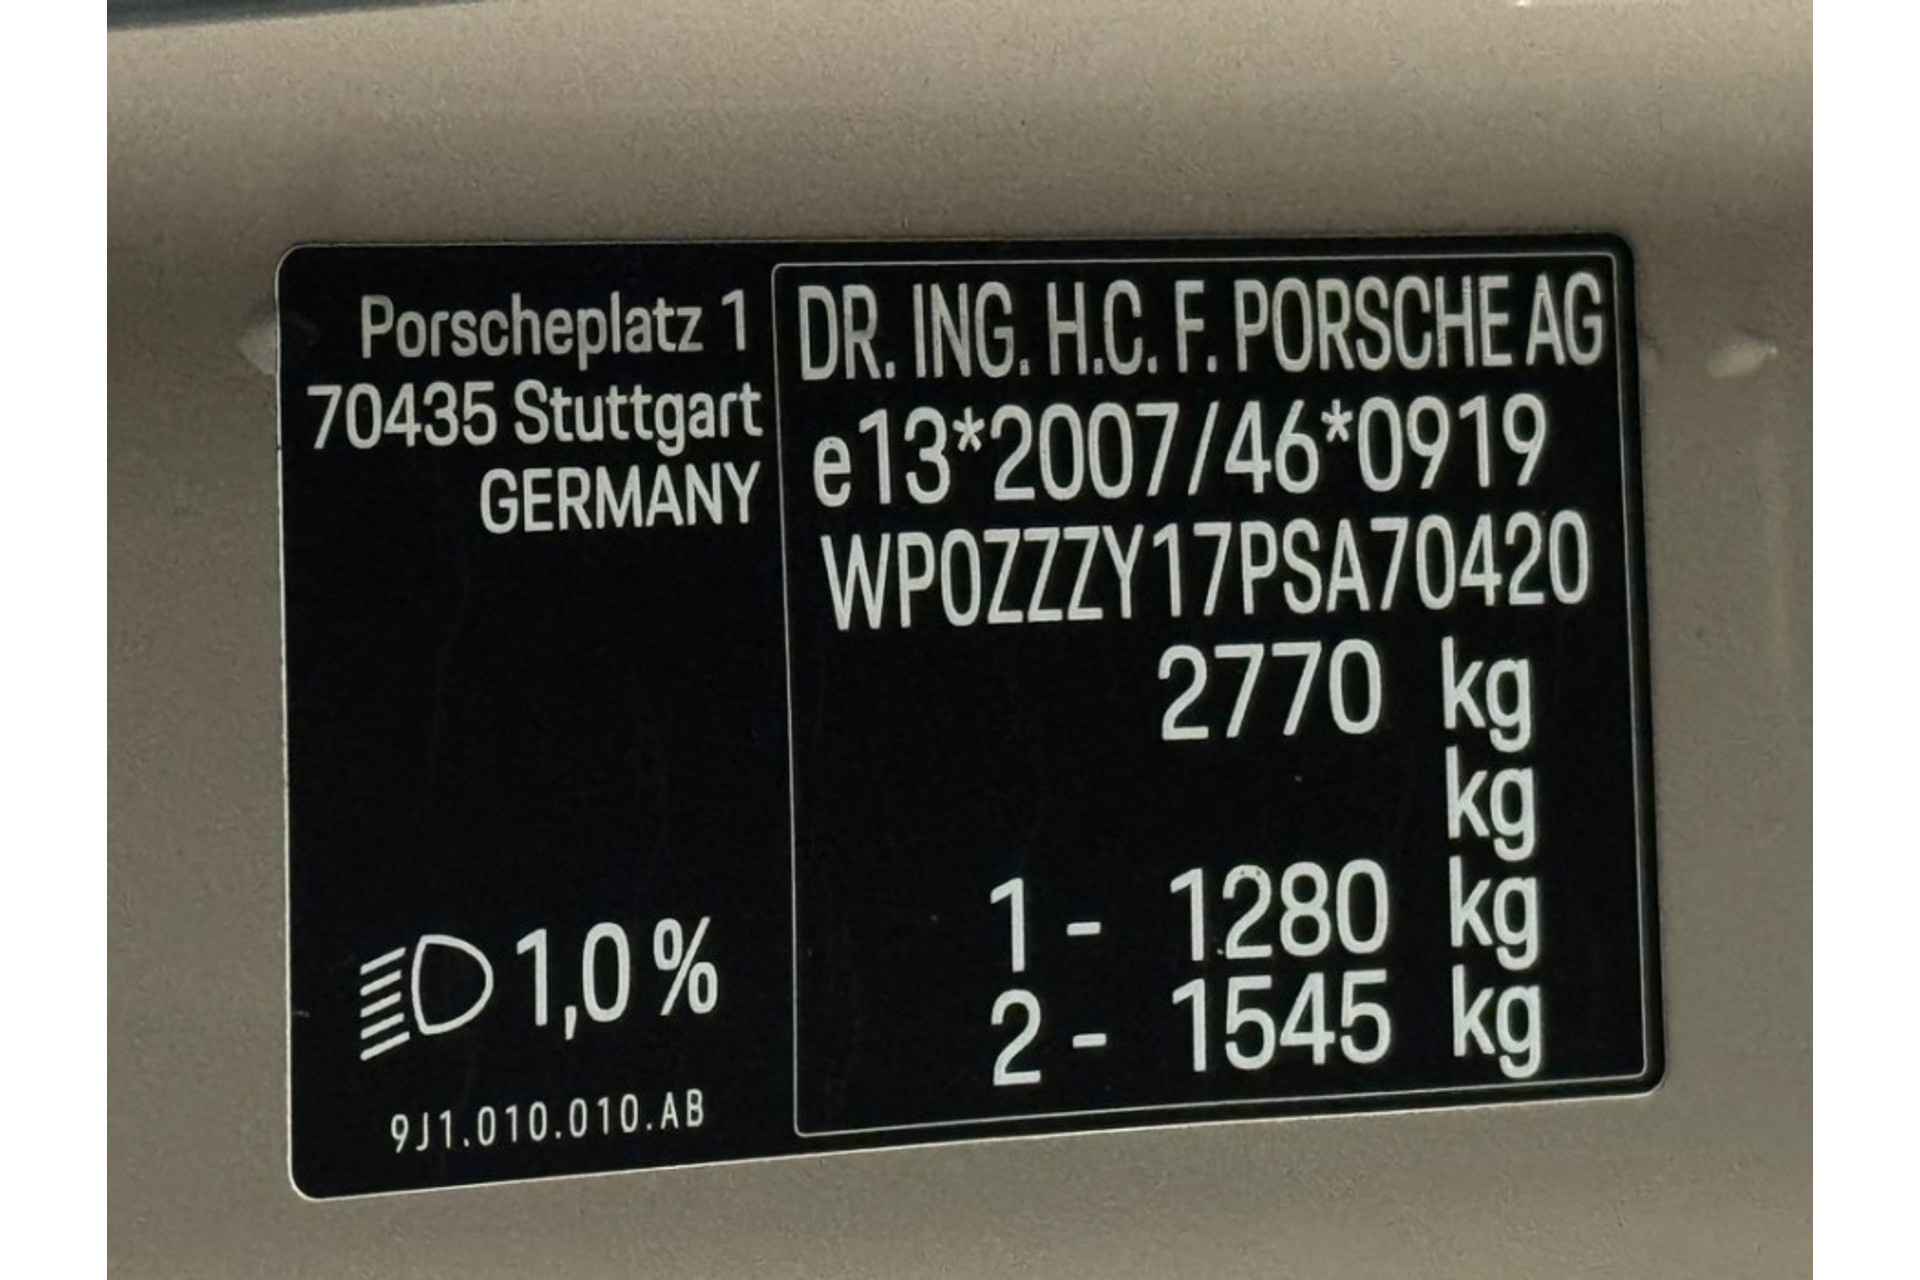 Porscheplatz 1
70435 Stuttgart
GERMANY
1,0 %
9J1.010.010.AB
DR. ING. H.C. F. PORSCHE AG
e13*2007/46*0919
WP0ZZZY17PSA70420
2770 kg
kg
1 - 1280 kg
2 - 1545 kg